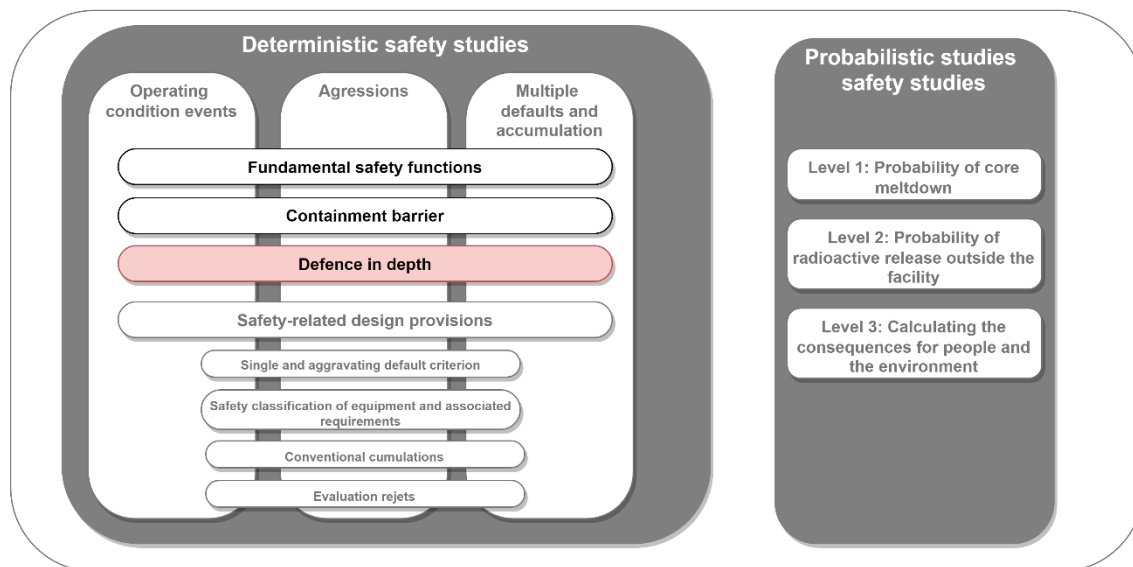 Deterministic safety studies
Operating
condition events
Agressions
Multiple
defaults and
accumulation
Fundamental safety functions
Containment barrier
Defence in depth
Safety-related design provisions
Single and aggravating default criterion
Safety classification of equipment and associated
requirements
Conventional cumulations
Evaluation rejets
Probabilistic studies
safety studies
Level 1: Probability of core
meltdown
Level 2: Probability of
radioactive release outside the
facility
Level 3: Calculating the
consequences for people and
the environment